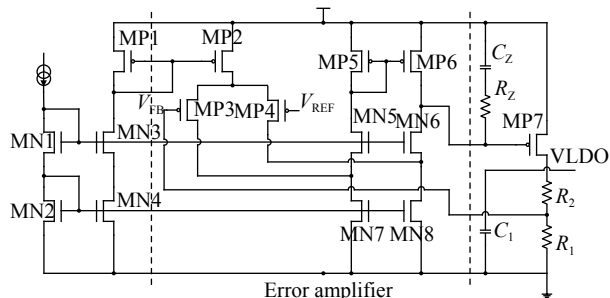 MP1
MP2
MP5
MP6
C_Z
R_Z
V_FB
MP3
MP4
V_REF
MN5
MN6
MP7
MN1
MN3
VLDO
MN2
MN4
MN7
MN8
C_1
R_2
R_1
Error amplifier